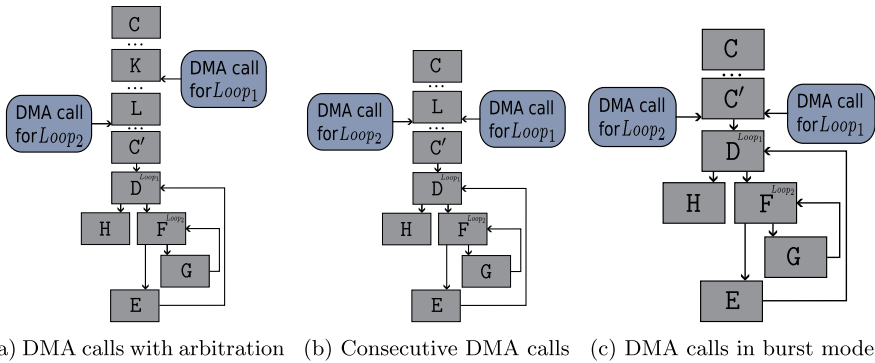 C
...
K
DMA call
for Loop1
...
L
DMA call
for Loop2
...
C′
D Loop1
H
F Loop2
G
E
a) DMA calls with arbitration
C
...
L
DMA call
for Loop2
DMA call
for Loop1
...
C′
D Loop1
H
F Loop2
G
E
(b) Consecutive DMA calls
C
...
C′
DMA call
for Loop2
DMA call
for Loop1
D Loop1
H
F Loop2
G
E
(c) DMA calls in burst mode